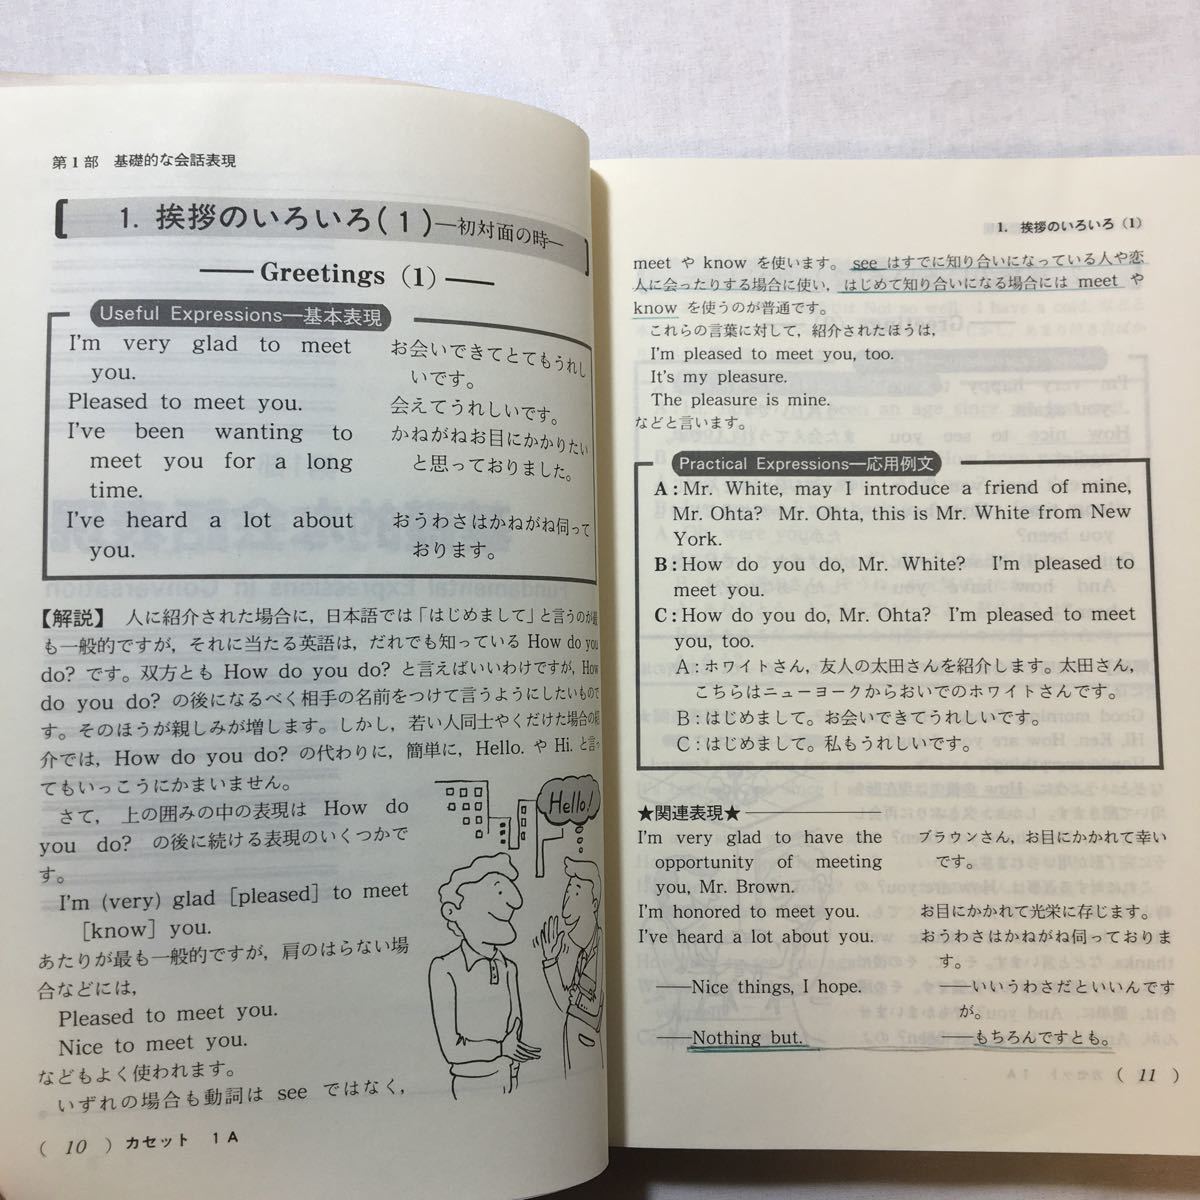 第1部 基礎的な会話表現
1. 挨拶のいろいろ(1)―初対面の時―
Greetings (1)
Useful Expressions―基本表現
I'm very glad to meet
you.
お会いできてとてもうれし
いです。
Pleased to meet you.
会えてうれしいです。
I've been wanting to
meet you for a long
time.
かねがねお目にかかりたい
と思っておりました。
I've heard a lot about
you.
おうわさはかねがね伺って
おります。
【解説】 人に紹介された場合に，日本語では「はじめまして」と言うのが最
も一般的ですが，それに当たる英語は，だれでも知っている How do you
do? です。双方とも How do you do? と言えばいいわけですが，How
do you do? の後になるべく相手の名前をつけて言うようにしたいもので
す。そのほうが親しみが増します。しかし，若い人同士やくだけた場合の紹
介では，How do you do? の代わりに，簡単に，Hello. や Hi. と言っ
てもいっこうにかまいません。
さて，上の囲みの中の表現は How do
you do? の後に続ける表現のいくつかで
す。
I'm (very) glad [pleased] to meet
[know] you.
あたりが最も一般的ですが，肩のはらない場
合などには，
Pleased to meet you.
Nice to meet you.
などもよく使われます。
いずれの場合も動詞は see ではなく，
Hello!
( 10 ) カセット 1A
1. 挨拶のいろいろ (1)
meet や know を使います。see はすでに知り合いになっている人や恋
人に会ったりする場合に使い，はじめて知り合いになる場合には meet や
know を使うのが普通です。
これらの言葉に対して，紹介されたほうは，
I'm pleased to meet you, too.
It's my pleasure.
The pleasure is mine.
などと言います。
Practical Expressions―応用例文
A: Mr. White, may I introduce a friend of mine,
Mr. Ohta? Mr. Ohta, this is Mr. White from New
York.
B: How do you do, Mr. White? I'm pleased to
meet you.
C: How do you do, Mr. Ohta? I'm pleased to meet
you, too.
A：ホワイトさん，友人の太田さんを紹介します。太田さん，
こちらはニューヨークからおいでのホワイトさんです。
B：はじめまして。お会いできてうれしいです。
C：はじめまして。私もうれしいです。
★関連表現★
I'm very glad to have the
opportunity of meeting
you, Mr. Brown.
ブラウンさん，お目にかかれて幸い
です。
I'm honored to meet you.
お目にかかれて光栄に存じます。
I've heard a lot about you.
おうわさはかねがね伺っておりま
す。
――Nice things, I hope.
――いいうわさだといいんです
が。
――Nothing but.
――もちろんですとも。
( 11 )